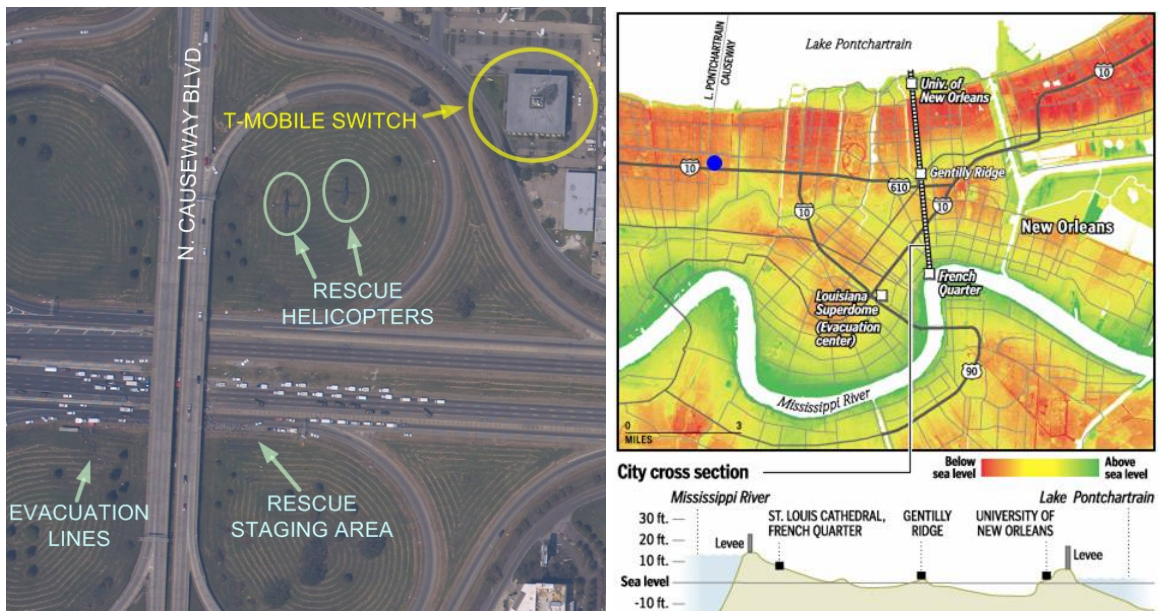 N. CAUSEWAY BLVD.
T-MOBILE SWITCH
RESCUE
HELICOPTERS
EVACUATION
LINES
RESCUE
STAGING AREA
Lake Pontchartrain
L. PONTCHARTRAIN
CAUSEWAY
10
Univ. of
New Orleans
10
Gentilly Ridge
610
10
10
New Orleans
French
Quarter
Louisiana
Superdome
(Evacuation
center)
90
Mississippi River
0 3
MILES
City cross section
Below
sea level
Above
sea level
Mississippi River
Lake Pontchartrain
30 ft.
20 ft.
10 ft.
Sea level
-10 ft.
Levee
ST. LOUIS CATHEDRAL,
FRENCH QUARTER
GENTILLY
RIDGE
UNIVERSITY OF
NEW ORLEANS
Levee